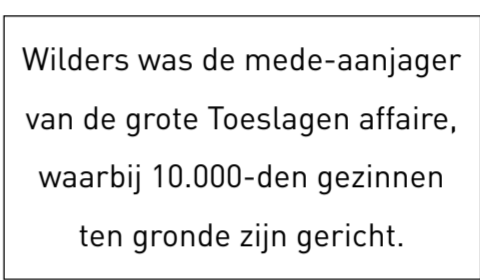 Wilders was de mede-aanjager
van de grote Toeslagen affaire,
waarbij 10.000-den gezinnen
ten gronde zijn gericht.